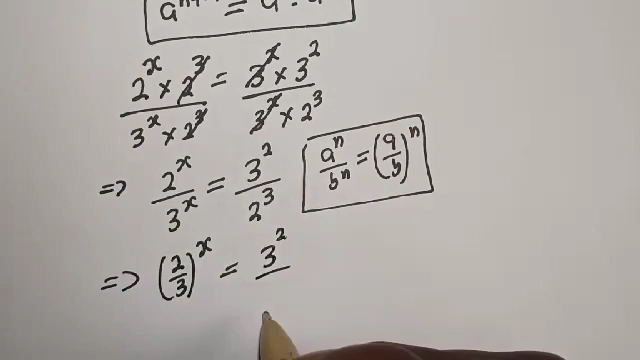 2^x × 2^3 / 3^x × 2^3 = 3^x × 3^2 / 3^x × 2^3
=> 2^x / 3^x = 3^2 / 2^3
a^n / b^n = (a/b)^n
=> (2/3)^x = 3^2